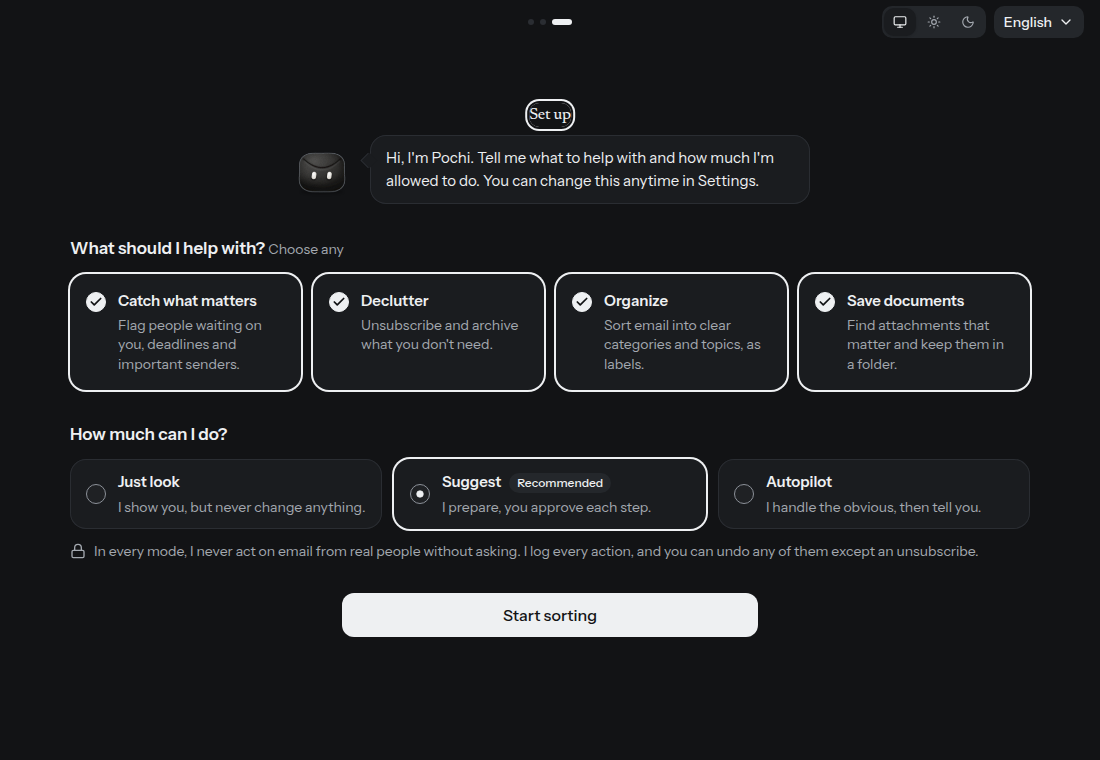 English
Set up
Hi, I'm Pochi. Tell me what to help with and how much I'm
allowed to do. You can change this anytime in Settings.
What should I help with? Choose any
Catch what matters
Flag people waiting on
you, deadlines and
important senders.
Declutter
Unsubscribe and archive
what you don't need.
Organize
Sort email into clear
categories and topics, as
labels.
Save documents
Find attachments that
matter and keep them in
a folder.
How much can I do?
Just look
I show you, but never change anything.
Suggest Recommended
I prepare, you approve each step.
Autopilot
I handle the obvious, then tell you.
In every mode, I never act on email from real people without asking. I log every action, and you can undo any of them except an unsubscribe.
Start sorting